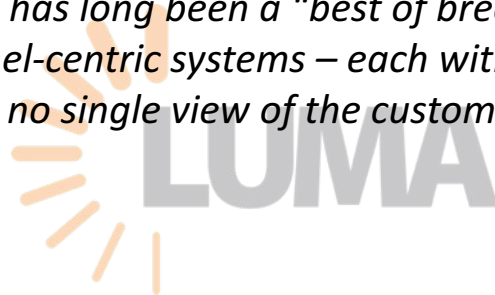 has long been a "best of bre
el-centric systems – each wit
no single view of the custom
LUMA